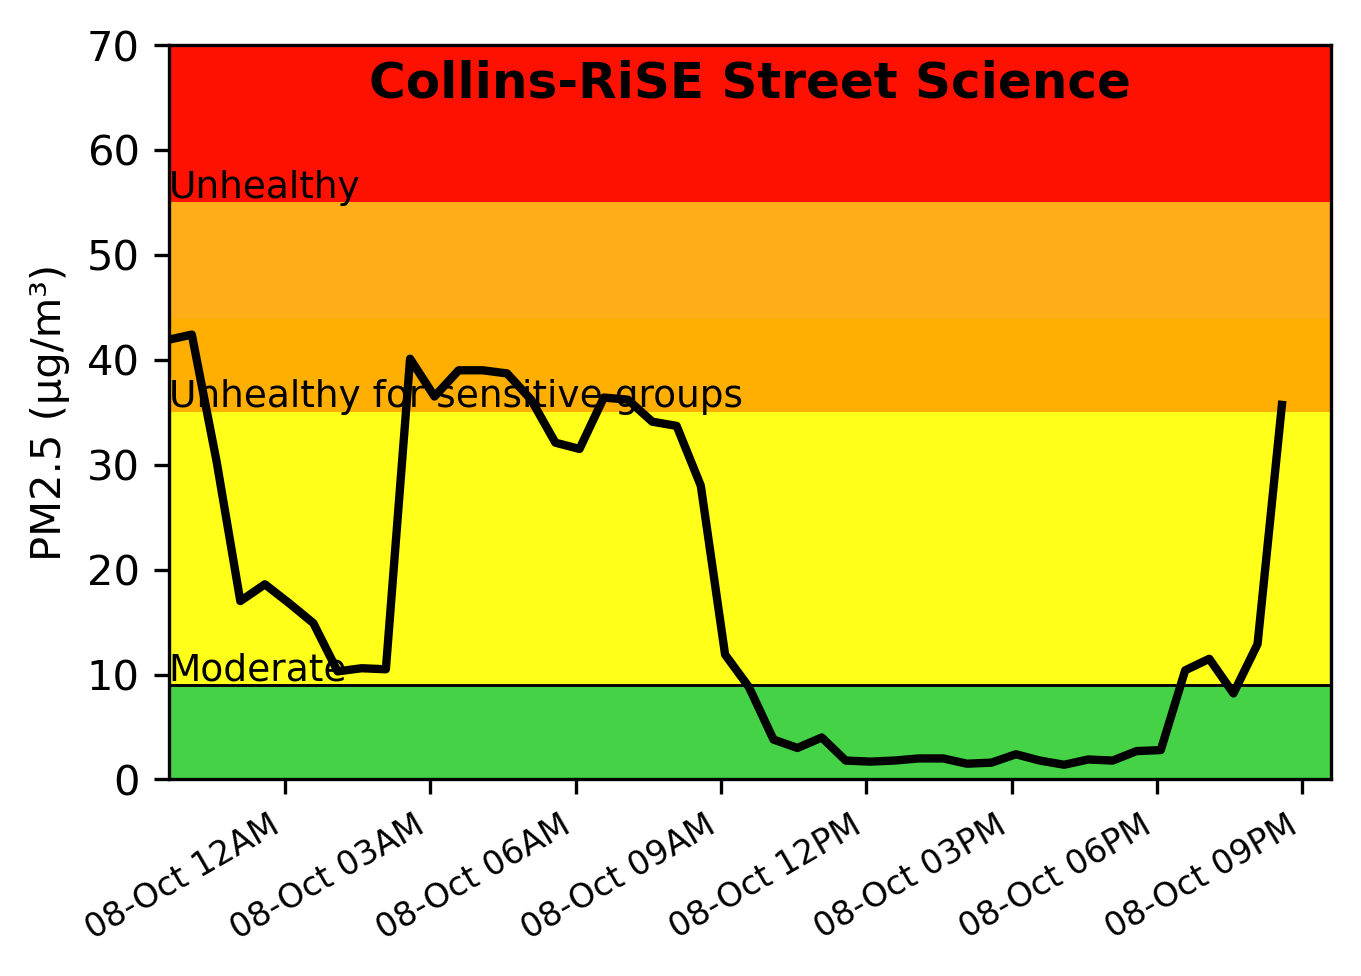 Collins-RiSE Street Science
70
60
50
40
30
20
10
0
PM2.5 (µg/m³)
Unhealthy
Unhealthy for sensitive groups
Moderate
08-Oct 12AM
08-Oct 03AM
08-Oct 06AM
08-Oct 09AM
08-Oct 12PM
08-Oct 03PM
08-Oct 06PM
08-Oct 09PM